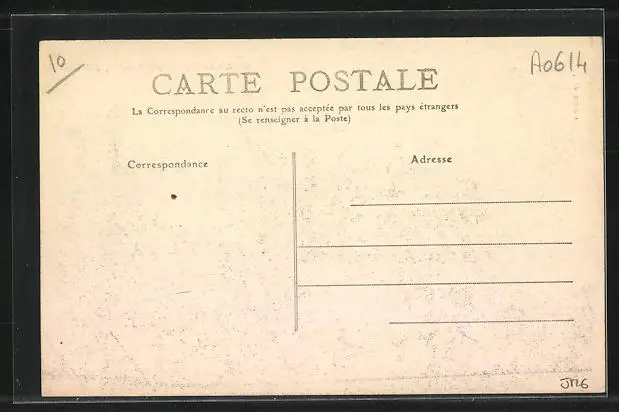 10
A0614
CARTE POSTALE
La Correspondance au recto n'est pas acceptée par tous les pays étrangers
(Se renseigner à la Poste)
Correspondance
Adresse